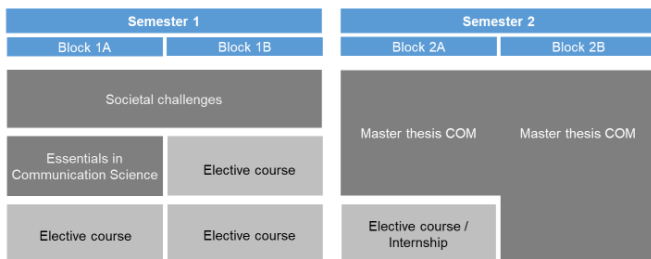 Semester 1
Semester 2
Block 1A
Block 1B
Block 2A
Block 2B
Societal challenges
Master thesis COM
Master thesis COM
Essentials in
Communication Science
Elective course
Elective course
Elective course
Elective course /
Internship